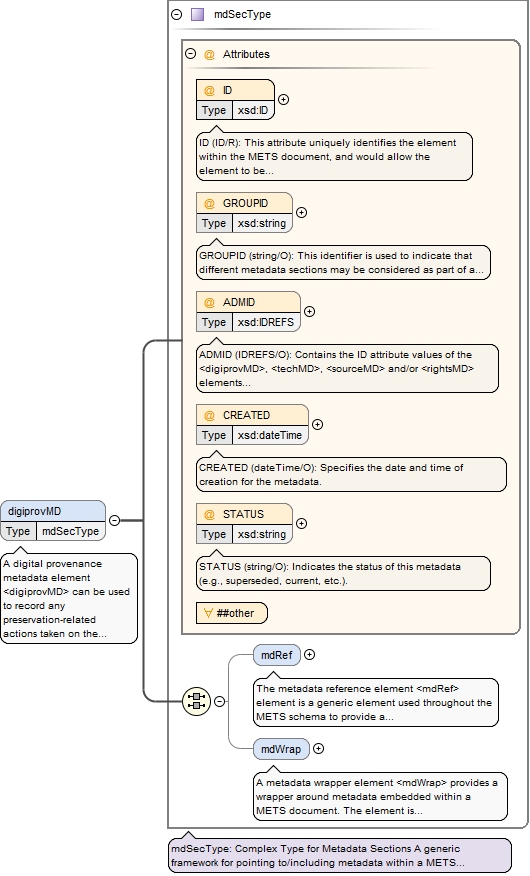 mdSecType
@ Attributes
@ ID
Type xsd:ID
ID (ID/R): This attribute uniquely identifies the element
within the METS document, and would allow the
element to be...
@ GROUPID
Type xsd:string
GROUPID (string/O): This identifier is used to indicate that
different metadata sections may be considered as part of a...
@ ADMID
Type xsd:IDREFS
ADMID (IDREFS/O): Contains the ID attribute values of the
<digiprovMD>, <techMD>, <sourceMD> and/or <rightsMD>
elements...
@ CREATED
Type xsd:dateTime
CREATED (dateTime/O): Specifies the date and time of
creation for the metadata.
@ STATUS
Type xsd:string
STATUS (string/O): Indicates the status of this metadata
(e.g., superseded, current, etc.).
##other
digiprovMD
Type mdSecType
A digital provenance
metadata element
<digiprovMD> can be used
to record any
preservation-related
actions taken on the...
mdRef
The metadata reference element <mdRef>
element is a generic element used throughout the
METS schema to provide a...
mdWrap
A metadata wrapper element <mdWrap> provides a
wrapper around metadata embedded within a
METS document. The element is...
mdSecType: Complex Type for Metadata Sections A generic
framework for pointing to/including metadata within a METS...